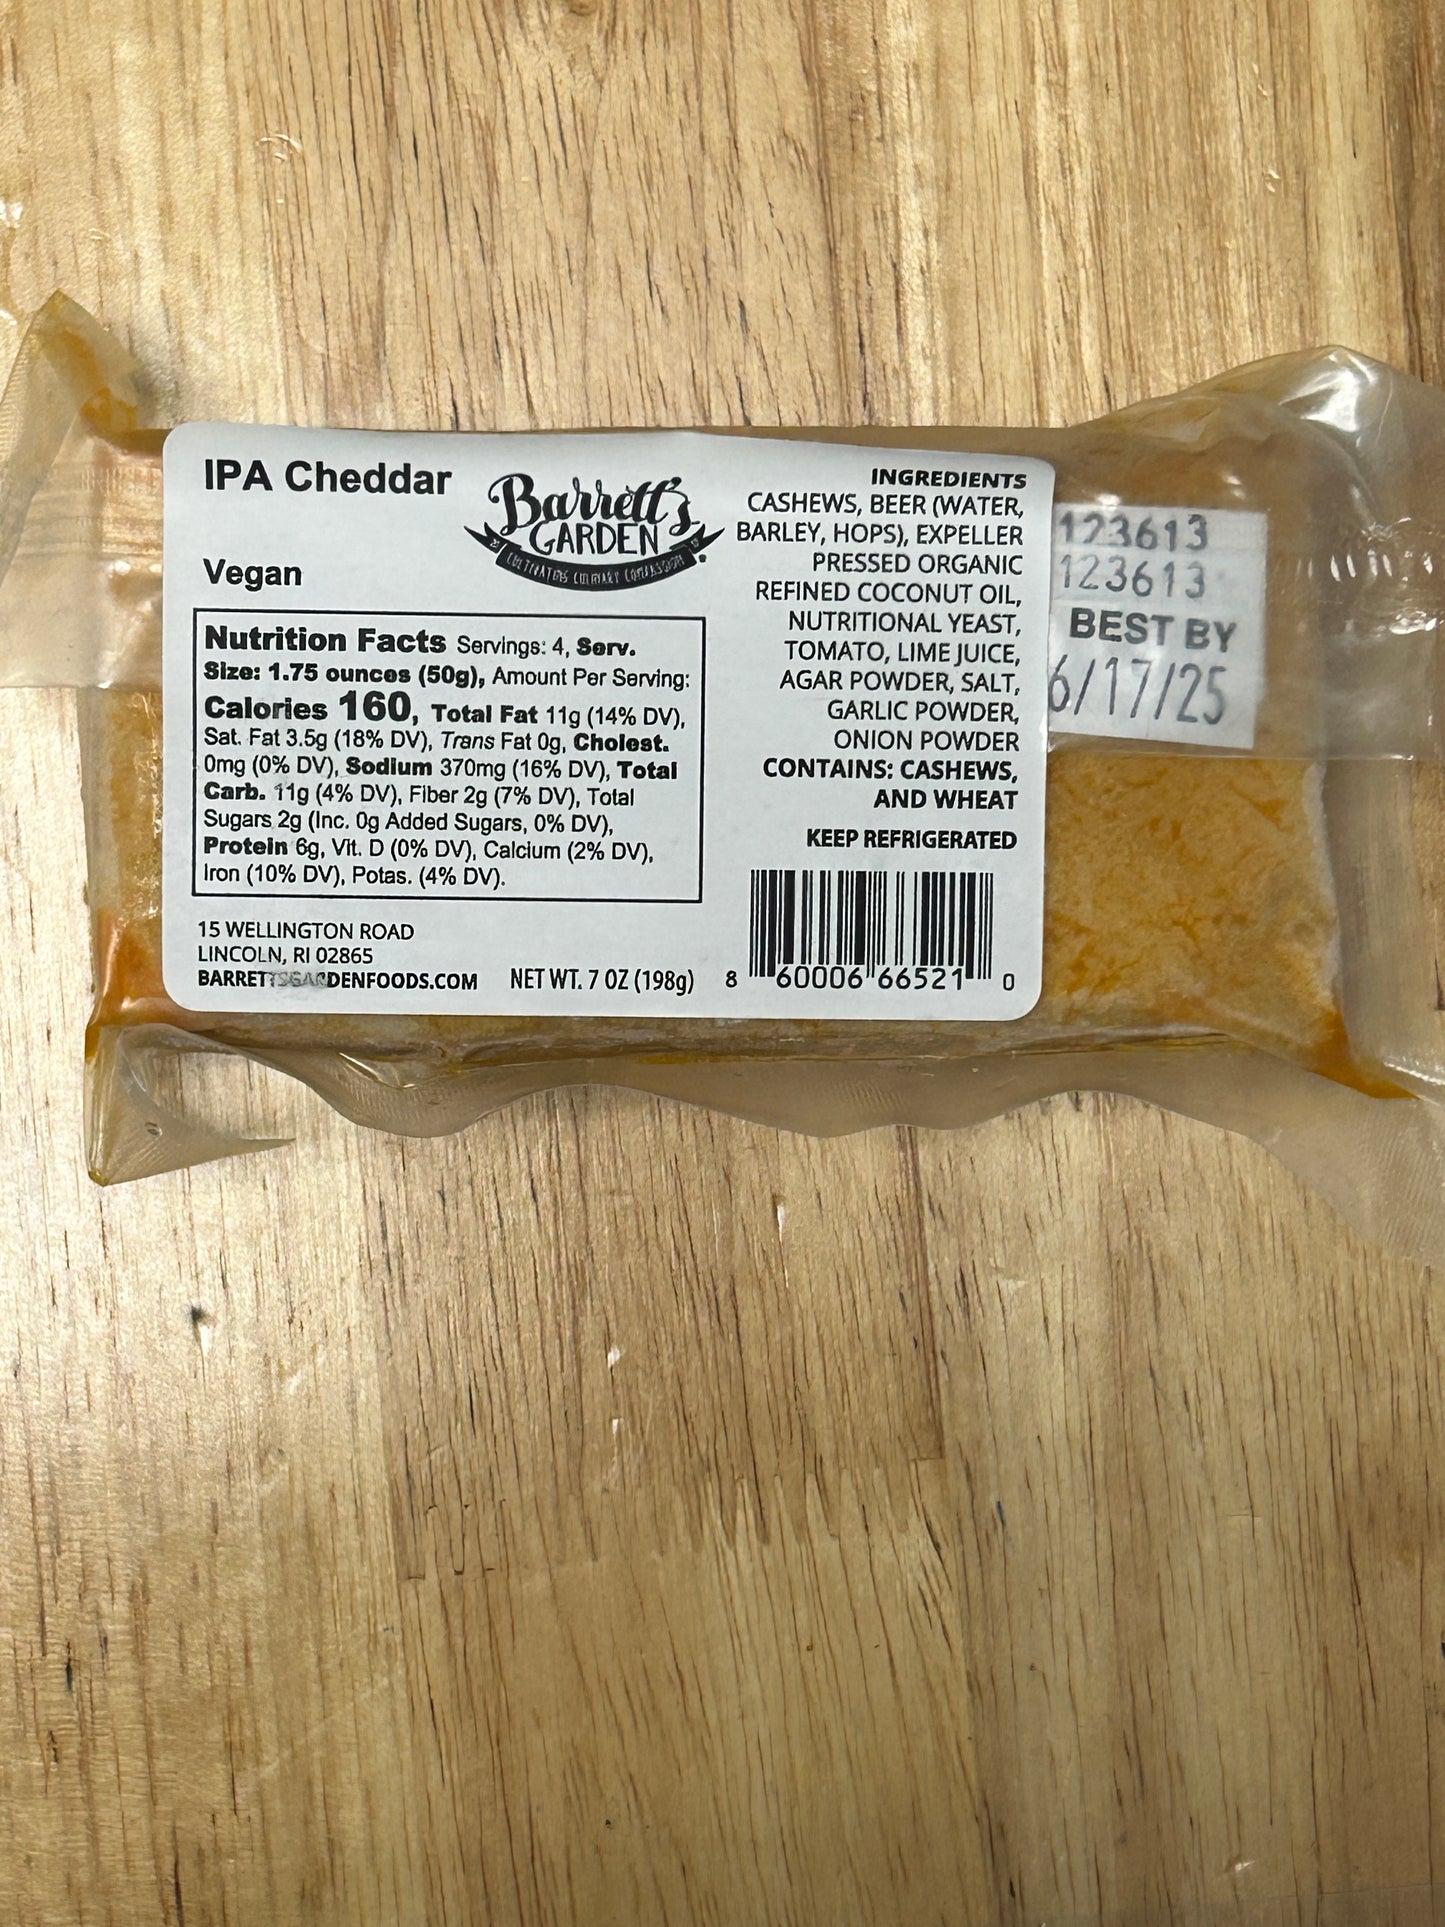 IPA Cheddar
Vegan
Barrett's
GARDEN
CULTIVATING CULINARY COMPASSION
Nutrition Facts Servings: 4, Serv.
Size: 1.75 ounces (50g), Amount Per Serving:
Calories 160, Total Fat 11g (14% DV),
Sat. Fat 3.5g (18% DV), Trans Fat 0g, Cholest.
0mg (0% DV), Sodium 370mg (16% DV), Total
Carb. 11g (4% DV), Fiber 2g (7% DV), Total
Sugars 2g (Inc. 0g Added Sugars, 0% DV),
Protein 6g, Vit. D (0% DV), Calcium (2% DV),
Iron (10% DV), Potas. (4% DV).
15 WELLINGTON ROAD
LINCOLN, RI 02865
BARRETTSGARDENFOODS.COM
NET WT. 7 OZ (198g)
INGREDIENTS
CASHEWS, BEER (WATER,
BARLEY, HOPS), EXPELLER
PRESSED ORGANIC
REFINED COCONUT OIL,
NUTRITIONAL YEAST,
TOMATO, LIME JUICE,
AGAR POWDER, SALT,
GARLIC POWDER,
ONION POWDER
CONTAINS: CASHEWS,
AND WHEAT
KEEP REFRIGERATED
8 60006 66521 0
123613
123613
BEST BY
6/17/25